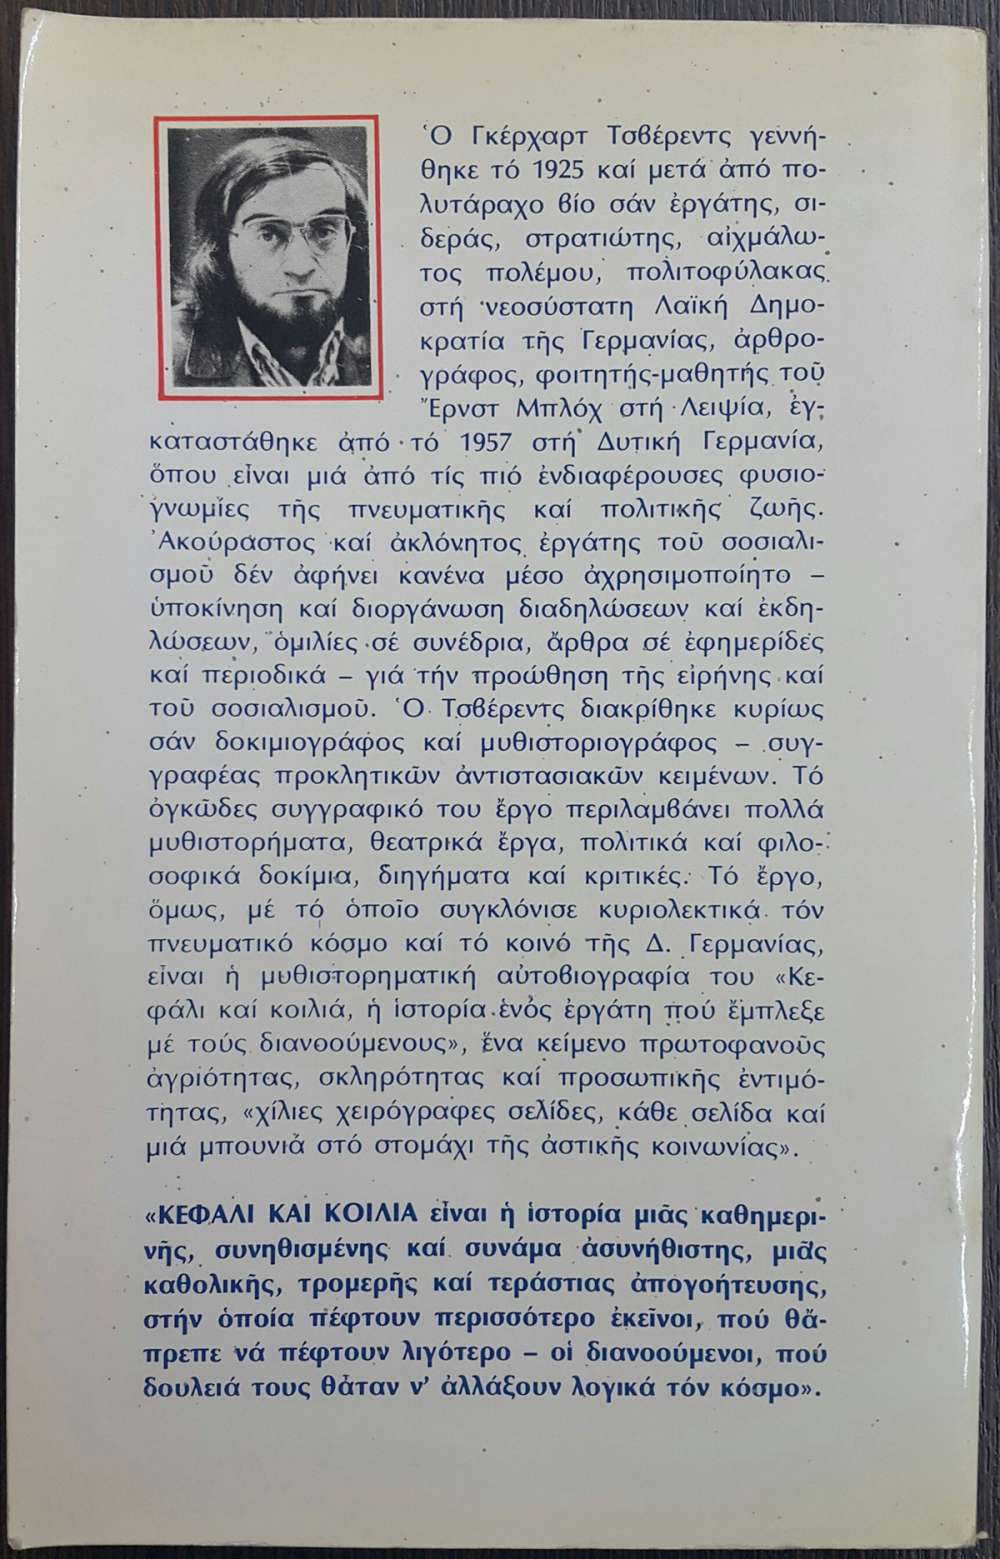 Ὁ Γκέρχαρτ Τσβέρεντς γεννή-
θηκε τό 1925 καί μετά ἀπό πο-
λυτάραχο βίο σάν ἐργάτης, σι-
δεράς, στρατιώτης, αἰχμάλω-
τος πολέμου, πολιτοφύλακας
στή νεοσύστατη Λαϊκή Δημο-
κρατία τῆς Γερμανίας, ἀρθρο-
γράφος, φοιτητής-μαθητής τοῦ
Ἔρνστ Μπλόχ στή Λειψία, ἐγ-
καταστάθηκε ἀπό τό 1957 στή Δυτική Γερμανία,
ὅπου εἶναι μιά ἀπό τίς πιό ἐνδιαφέρουσες φυσιο-
γνωμίες τῆς πνευματικῆς καί πολιτικῆς ζωῆς.
Ἀκούραστος καί ἀκλόνητος ἐργάτης τοῦ σοσιαλι-
σμοῦ δέν ἀφήνει κανένα μέσο ἀχρησιμοποίητο –
ὑποκίνηση καί διοργάνωση διαδηλώσεων καί ἐκδη-
λώσεων, ὁμιλίες σέ συνέδρια, ἄρθρα σέ ἐφημερίδες
καί περιοδικά – γιά τήν προώθηση τῆς εἰρήνης καί
τοῦ σοσιαλισμοῦ. Ὁ Τσβέρεντς διακρίθηκε κυρίως
σάν δοκιμιογράφος καί μυθιστοριογράφος – συγ-
γραφέας προκλητικῶν ἀντιστασιακῶν κειμένων. Τό
ὀγκῶδες συγγραφικό του ἔργο περιλαμβάνει πολλά
μυθιστορήματα, θεατρικά ἔργα, πολιτικά καί φιλο-
σοφικά δοκίμια, διηγήματα καί κριτικές. Τό ἔργο,
ὅμως, μέ τό ὁποῖο συγκλόνισε κυριολεκτικά τόν
πνευματικό κόσμο καί τό κοινό τῆς Δ. Γερμανίας,
εἶναι ἡ μυθιστορηματική αὐτοβιογραφία του «Κε-
φάλι καί κοιλιά, ἡ ἱστορία ἑνός ἐργάτη πού ἔμπλεξε
μέ τούς διανοούμενους», ἕνα κείμενο πρωτοφανοῦς
ἀγριότητας, σκληρότητας καί προσωπικῆς ἐντιμό-
τητας, «χίλιες χειρόγραφες σελίδες, κάθε σελίδα καί
μιά μπουνιά στό στομάχι τῆς ἀστικῆς κοινωνίας».
«ΚΕΦΑΛΙ ΚΑΙ ΚΟΙΛΙΑ εἶναι ἡ ἱστορία μιᾶς καθημερι-
νῆς, συνηθισμένης καί συνάμα ἀσυνήθιστης, μιᾶς
καθολικῆς, τρομερῆς καί τεράστιας ἀπογοήτευσης,
στήν ὁποία πέφτουν περισσότερο ἐκεῖνοι, πού θἄ-
πρεπε νά πέφτουν λιγότερο – οἱ διανοούμενοι, πού
δουλειά τους θἆταν ν' ἀλλάξουν λογικά τόν κόσμο».